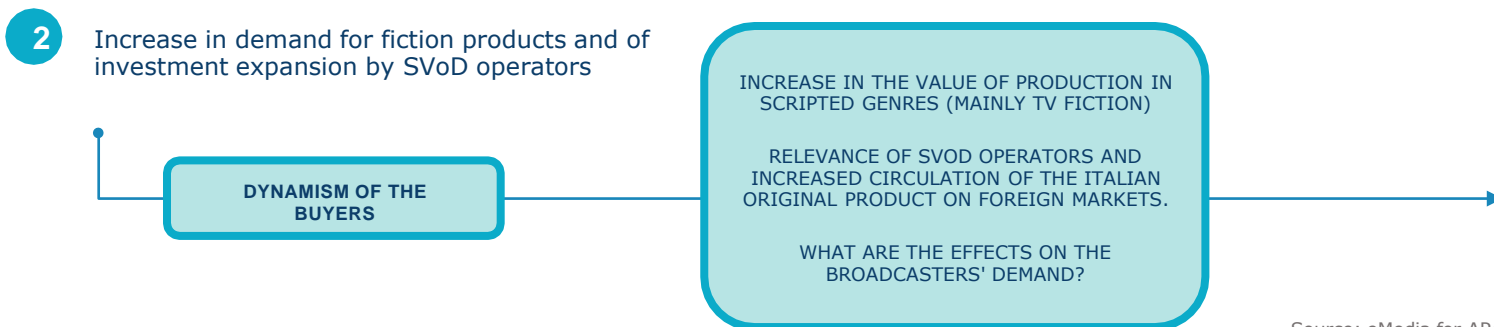 2
Increase in demand for fiction products and of
investment expansion by SVoD operators
DYNAMISM OF THE
BUYERS
INCREASE IN THE VALUE OF PRODUCTION IN
SCRIPTED GENRES (MAINLY TV FICTION)
RELEVANCE OF SVOD OPERATORS AND
INCREASED CIRCULATION OF THE ITALIAN
ORIGINAL PRODUCT ON FOREIGN MARKETS.
WHAT ARE THE EFFECTS ON THE
BROADCASTERS' DEMAND?